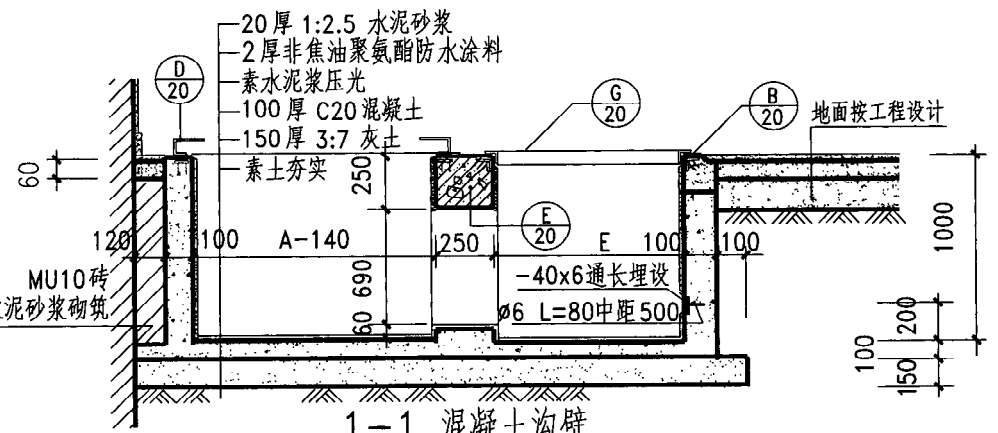 20厚 1:2.5 水泥砂浆
2厚非焦油聚氨酯防水涂料
素水泥浆压光
100厚 C20混凝土
150厚 3:7 灰土
素土夯实
D
20
G
20
B
20
地面按工程设计
60
250
E
20
1000
120
100
A-140
250
E
100
100
MU10砖
泥砂浆砌筑
690
60
-40x6通长埋设
ø6 L=80中距500
200
100
150
1-1 混凝土沟壁